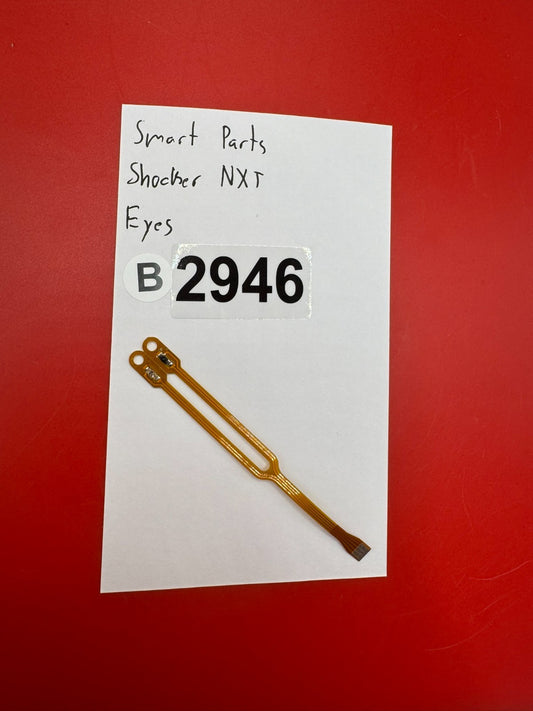 Smart Parts
Shocker NXT
Eyes
B 2946